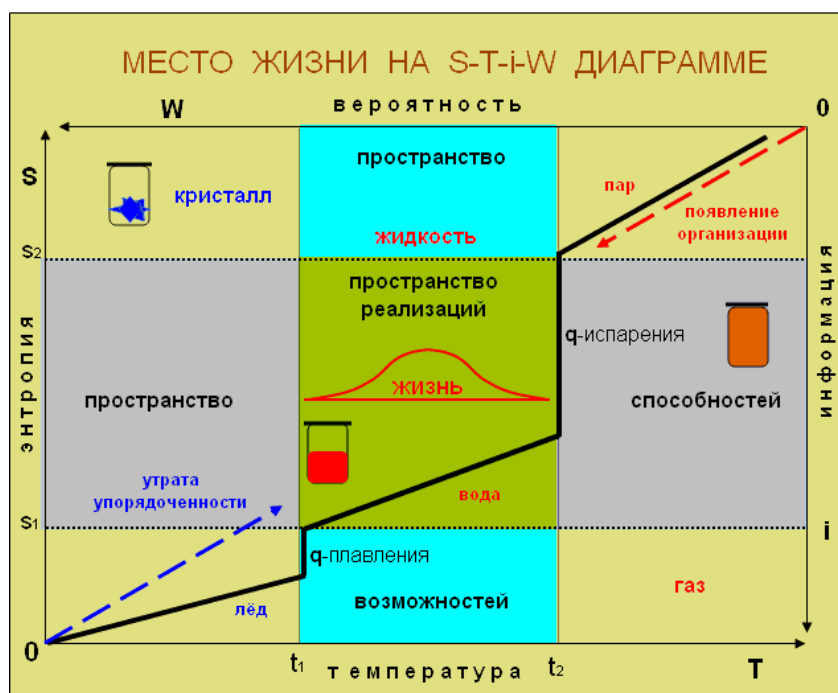 МЕСТО ЖИЗНИ НА S-T-i-W ДИАГРАММЕ
W
вероятность
0
S
пространство
кристалл
пар
появление
организации
жидкость
S2
пространство
реализаций
q-испарения
энтропия
информация
жизнь
пространство
способностей
утрата
упорядоченности
вода
S1
i
q-плавления
лёд
возможностей
газ
0
t1
температура
t2
T